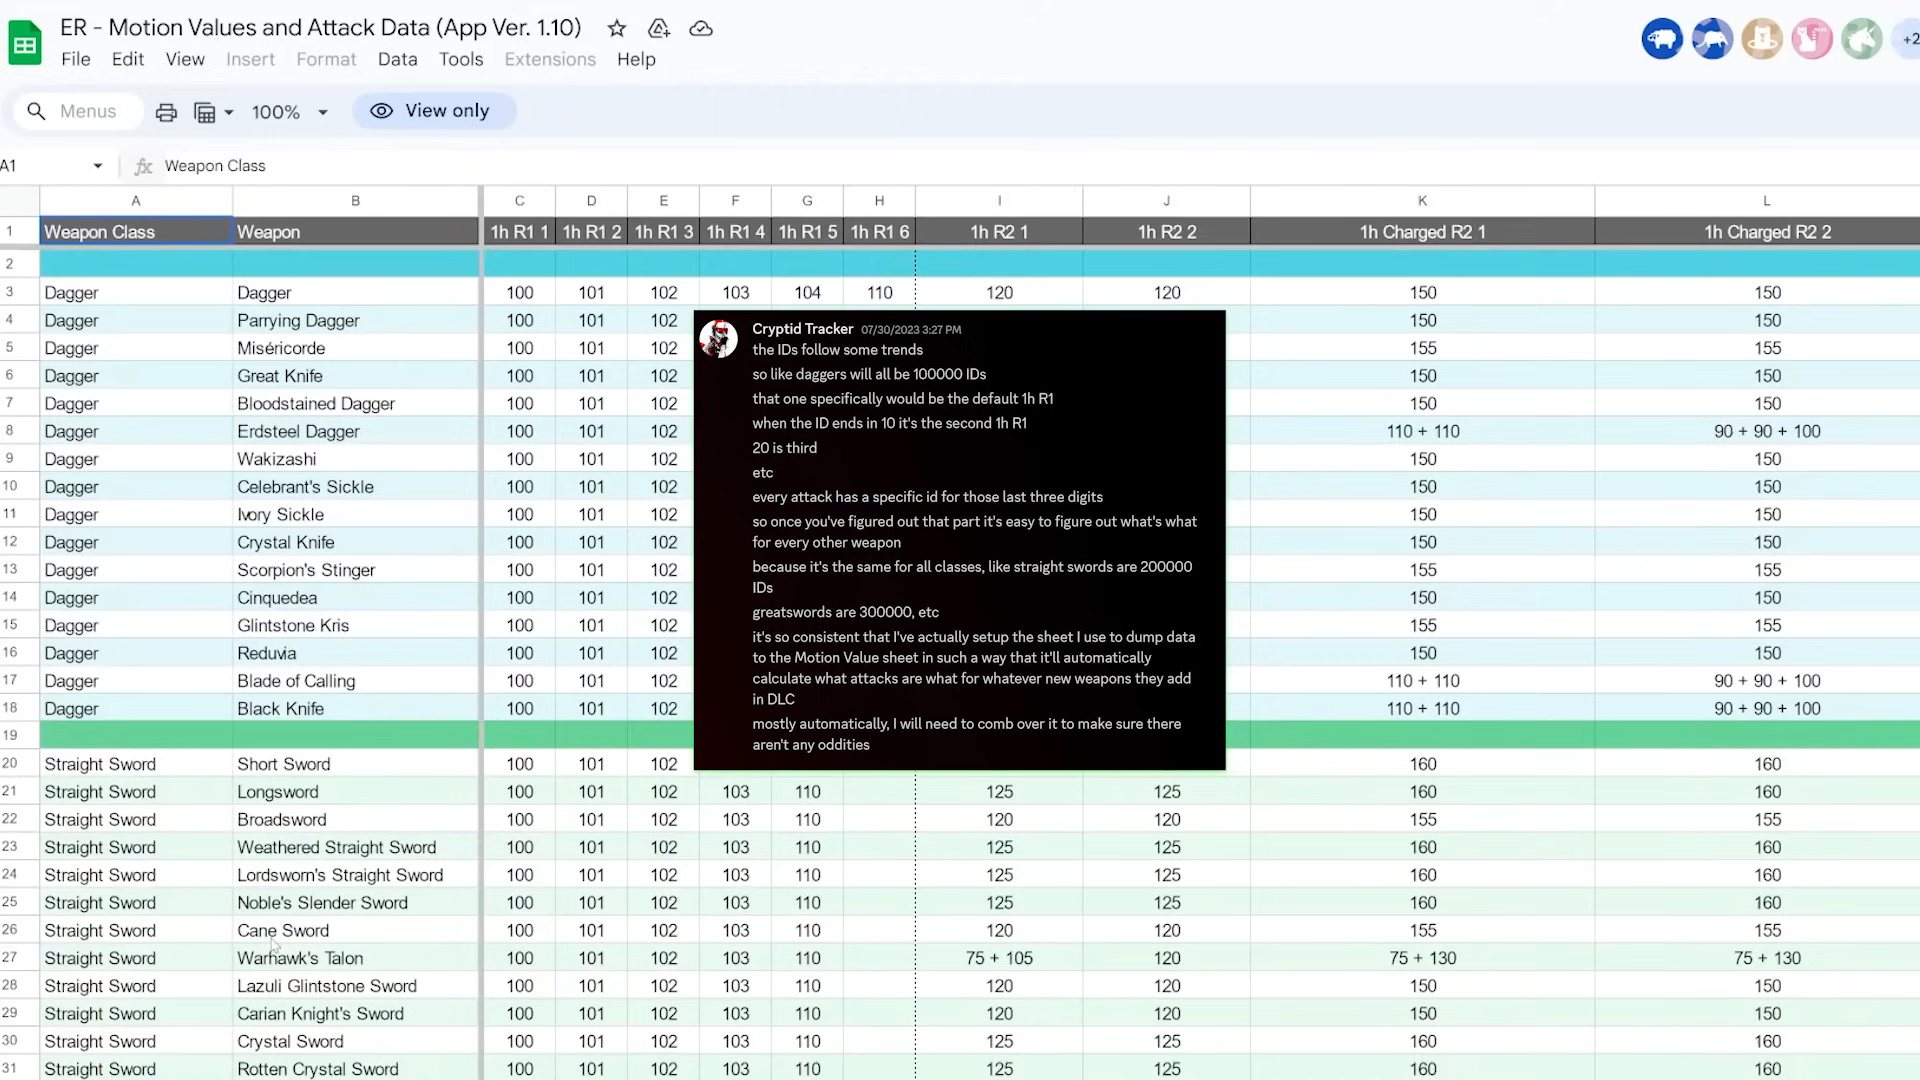 ER - Motion Values and Attack Data (App Ver. 1.10)
+2
File Edit View Insert Format Data Tools Extensions Help
Menus 100% View only
A1 fx Weapon Class
A B C D E F G H I J K L
1 Weapon Class Weapon 1h R1 1 1h R1 2 1h R1 3 1h R1 4 1h R1 5 1h R1 6 1h R2 1 1h R2 2 1h Charged R2 1 1h Charged R2 2
2
3 Dagger Dagger 100 101 102 103 104 110 120 120 150 150
4 Dagger Parrying Dagger 100 101 102 150 150
5 Dagger Miséricorde 100 101 102 155 155
6 Dagger Great Knife 100 101 102 150 150
7 Dagger Bloodstained Dagger 100 101 102 150 150
8 Dagger Erdsteel Dagger 100 101 102 110 + 110 90 + 90 + 100
9 Dagger Wakizashi 100 101 102 150 150
10 Dagger Celebrant's Sickle 100 101 102 150 150
11 Dagger Ivory Sickle 100 101 102 150 150
12 Dagger Crystal Knife 100 101 102 150 150
13 Dagger Scorpion's Stinger 100 101 102 155 155
14 Dagger Cinquedea 100 101 102 150 150
15 Dagger Glintstone Kris 100 101 102 155 155
16 Dagger Reduvia 100 101 102 150 150
17 Dagger Blade of Calling 100 101 102 110 + 110 90 + 90 + 100
18 Dagger Black Knife 100 101 102 110 + 110 90 + 90 + 100
19
20 Straight Sword Short Sword 100 101 102 160 160
21 Straight Sword Longsword 100 101 102 103 110 125 125 160 160
22 Straight Sword Broadsword 100 101 102 103 110 120 120 155 155
23 Straight Sword Weathered Straight Sword 100 101 102 103 110 125 125 160 160
24 Straight Sword Lordsworn's Straight Sword 100 101 102 103 110 125 125 160 160
25 Straight Sword Noble's Slender Sword 100 101 102 103 110 125 125 160 160
26 Straight Sword Cane Sword 100 101 102 103 110 120 120 155 155
27 Straight Sword Warhawk's Talon 100 101 102 103 110 75 + 105 120 75 + 130 75 + 130
28 Straight Sword Lazuli Glintstone Sword 100 101 102 103 110 120 120 150 150
29 Straight Sword Carian Knight's Sword 100 101 102 103 110 120 120 150 150
30 Straight Sword Crystal Sword 100 101 102 103 110 125 125 160 160
31 Straight Sword Rotten Crystal Sword 100 101 102 103 110 125 125 160 160
Cryptid Tracker 07/30/2023 3:27 PM
the IDs follow some trends
so like daggers will all be 100000 IDs
that one specifically would be the default 1h R1
when the ID ends in 10 it's the second 1h R1
20 is third
etc
every attack has a specific id for those last three digits
so once you've figured out that part it's easy to figure out what's what
for every other weapon
because it's the same for all classes, like straight swords are 200000
IDs
greatswords are 300000, etc
it's so consistent that I've actually setup the sheet I use to dump data
to the Motion Value sheet in such a way that it'll automatically
calculate what attacks are what for whatever new weapons they add
in DLC
mostly automatically, I will need to comb over it to make sure there
aren't any oddities